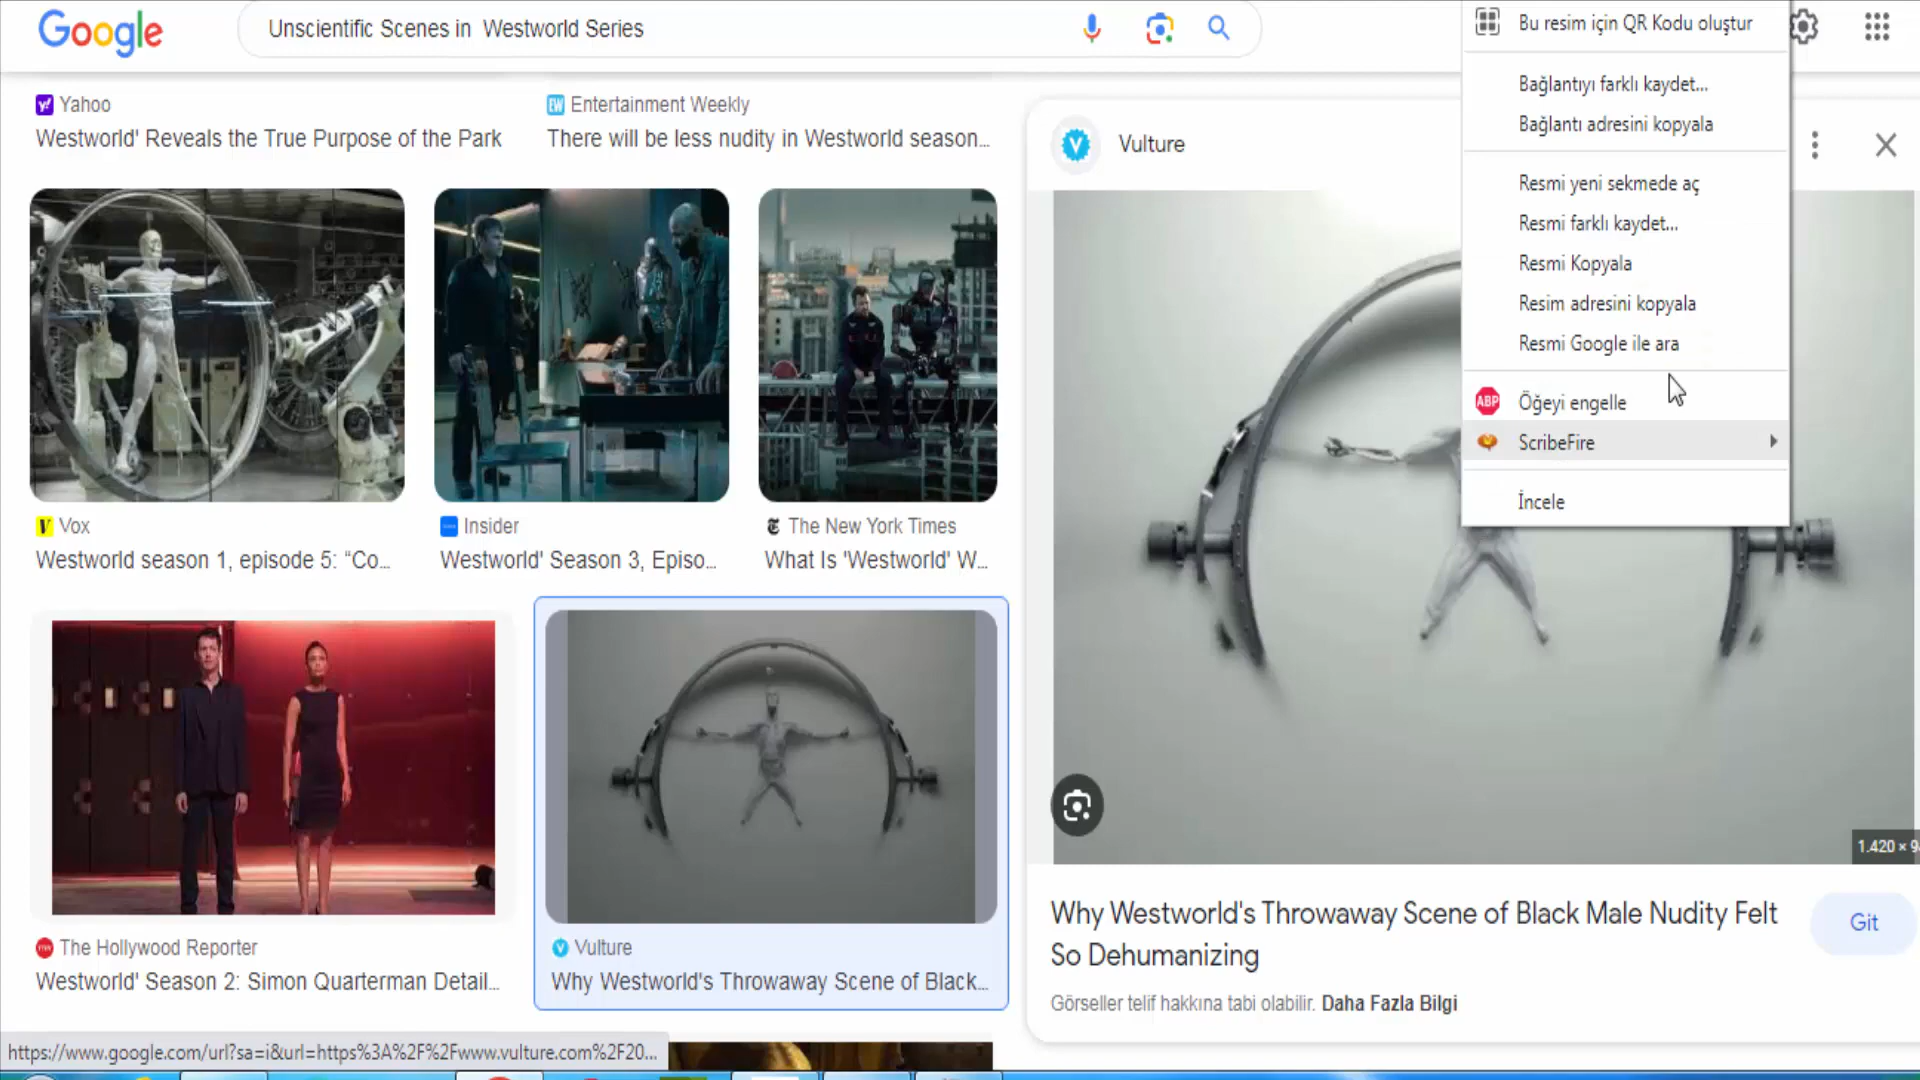 Google
Unscientific Scenes in Westworld Series
Bu resim için QR Kodu oluştur
Bağlantıyı farklı kaydet...
Bağlantı adresini kopyala
Resmi yeni sekmede aç
Resmi farklı kaydet...
Resmi Kopyala
Resim adresini kopyala
Resmi Google ile ara
ABP Öğeyi engelle
ScribeFire
İncele
y! Yahoo
Westworld' Reveals the True Purpose of the Park
EW Entertainment Weekly
There will be less nudity in Westworld season...
V Vox
Westworld season 1, episode 5: “Co...
Insider
Westworld' Season 3, Episo...
The New York Times
What Is 'Westworld' W...
The Hollywood Reporter
Westworld' Season 2: Simon Quarterman Detail...
Vulture
Why Westworld's Throwaway Scene of Black...
Vulture
1.420 × 9
Why Westworld's Throwaway Scene of Black Male Nudity Felt
So Dehumanizing
Git
Görseller telif hakkına tabi olabilir. Daha Fazla Bilgi
https://www.google.com/url?sa=i&url=https%3A%2F%2Fwww.vulture.com%2F20...